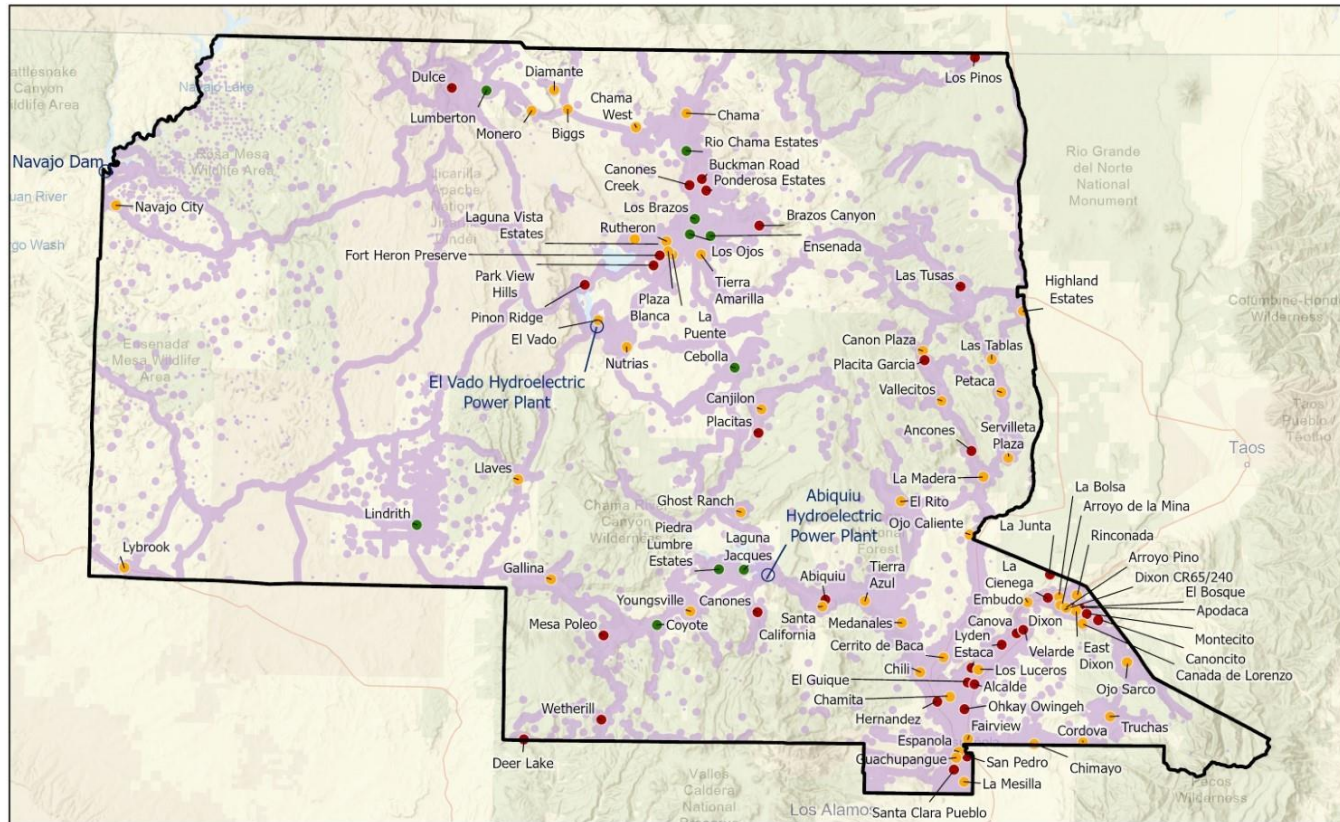 Los Pinos
Dulce
Diamante
Lumberton
Monero
Biggs
Chama
West
Chama
Navajo Lake
Rio Chama Estates
Buckman Road
Canones
Creek
Ponderosa Estates
Rio Grande
del Norte
National
Monument
Navajo Dam
Navajo City
Laguna Vista
Estates
Rutheron
Los Brazos
Brazos Canyon
Ensenada
Los Ojos
Fort Heron Preserve
Park View
Hills
Plaza
Blanca
La
Puente
Tierra
Amarilla
Pinon Ridge
El Vado
Las Tusas
Highland
Estates
Nutrias
Cebolla
Canon Plaza
Placita Garcia
Las Tablas
El Vado Hydroelectric
Power Plant
Vallecitos
Petaca
Canjilon
Placitas
Ancones
Servilleta
Plaza
Taos
Llaves
La Madera
El Rito
Lindrith
Ghost Ranch
Abiquiu
Hydroelectric
Power Plant
Ojo Caliente
La Bolsa
Arroyo de la Mina
La Junta
Rinconada
Piedra
Lumbre
Estates
Laguna
Jacques
Lybrook
Gallina
Arroyo Pino
Dixon CR65/240
El Bosque
Apodaca
La
Cienega
Embudo
Abiquiu
Tierra
Azul
Youngsville
Canones
Santa
California
Medanales
Mesa Poleo
Coyote
Canova
Dixon
Montecito
Lyden
Estaca
Velarde
East
Dixon
Canoncito
Canada de Lorenzo
Cerrito de Baca
Chili
Los Luceros
Ojo Sarco
El Guique
Alcalde
Chamita
Hernandez
Ohkay Owingeh
Wetherill
Fairview
Cordova
Truchas
Deer Lake
Espanola
Guachupangue
San Pedro
Chimayo
La Mesilla
Santa Clara Pueblo
Los Alamos
Valles
Caldera
National
Pecos
Wilderness